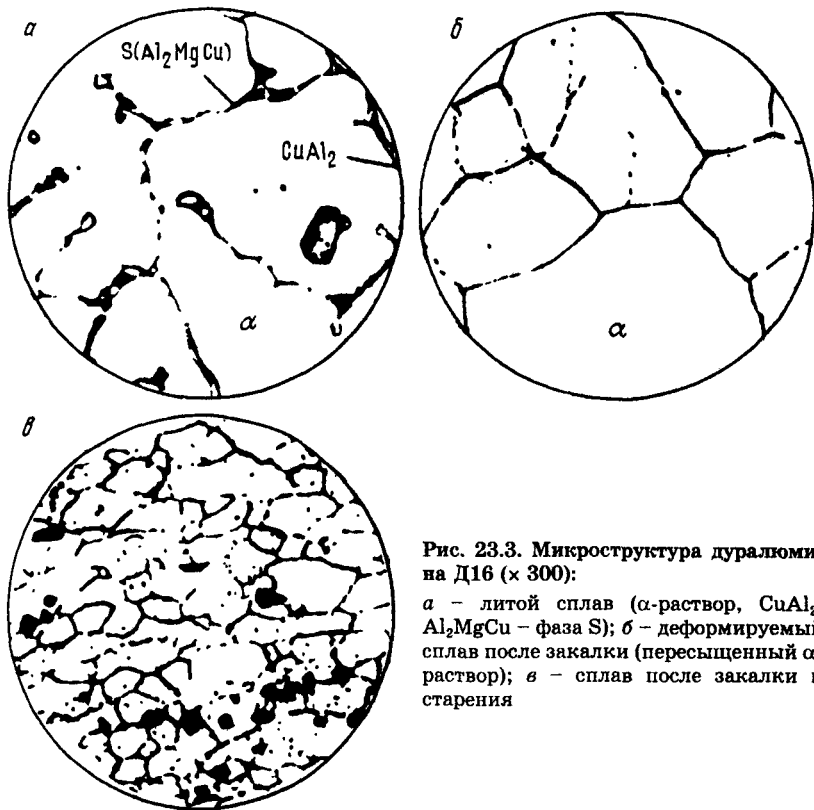 а
S(Al₂MgCu)
CuAl₂
α
б
α
в
Рис. 23.3. Микроструктура дуралюми-
на Д16 (× 300):
а – литой сплав (α-раствор, CuAl₂
Al₂MgCu – фаза S); б – деформируемый
сплав после закалки (пересыщенный α
раствор); в – сплав после закалки и
старения